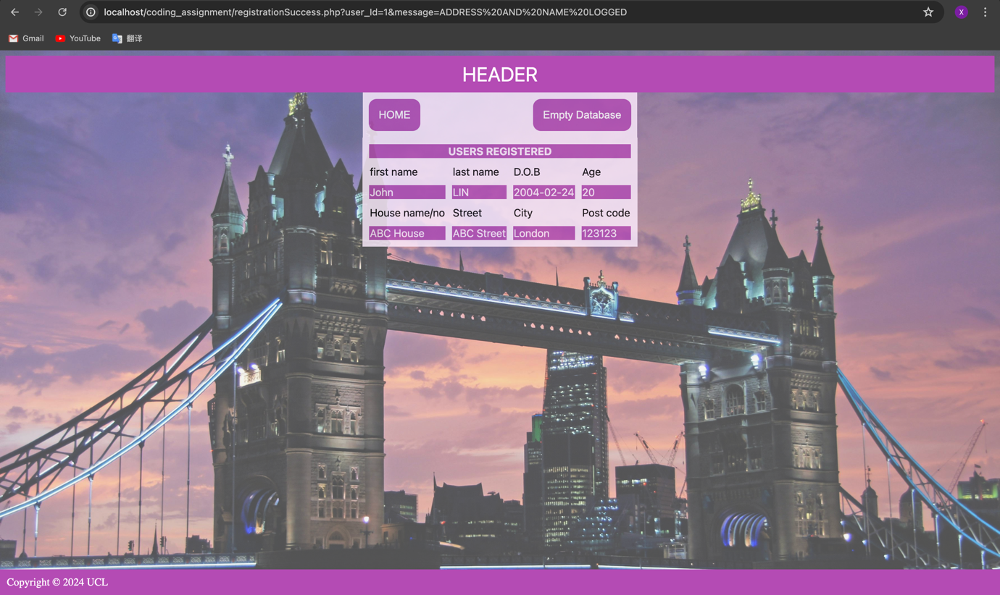 localhost/coding_assignment/registrationSuccess.php?user_Id=1&message=ADDRESS%20AND%20NAME%20LOGGED
X
Gmail YouTube 翻译
HEADER
HOME Empty Database
USERS REGISTERED
first name last name D.O.B Age
John LIN 2004-02-24 20
House name/no Street City Post code
ABC House ABC Street London 123123
Copyright © 2024 UCL